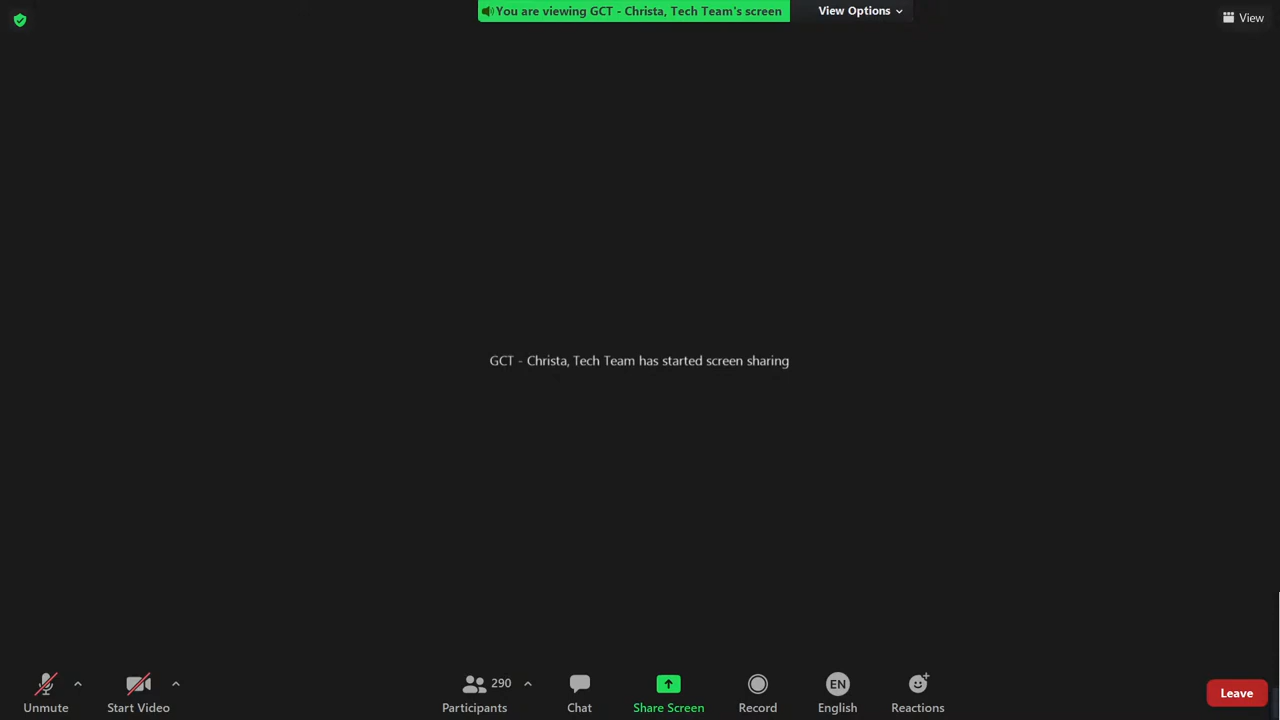 You are viewing GCT - Christa, Tech Team's screen
View Options
View
GCT - Christa, Tech Team has started screen sharing
290
EN
Unmute
Start Video
Participants
Chat
Share Screen
Record
English
Reactions
Leave